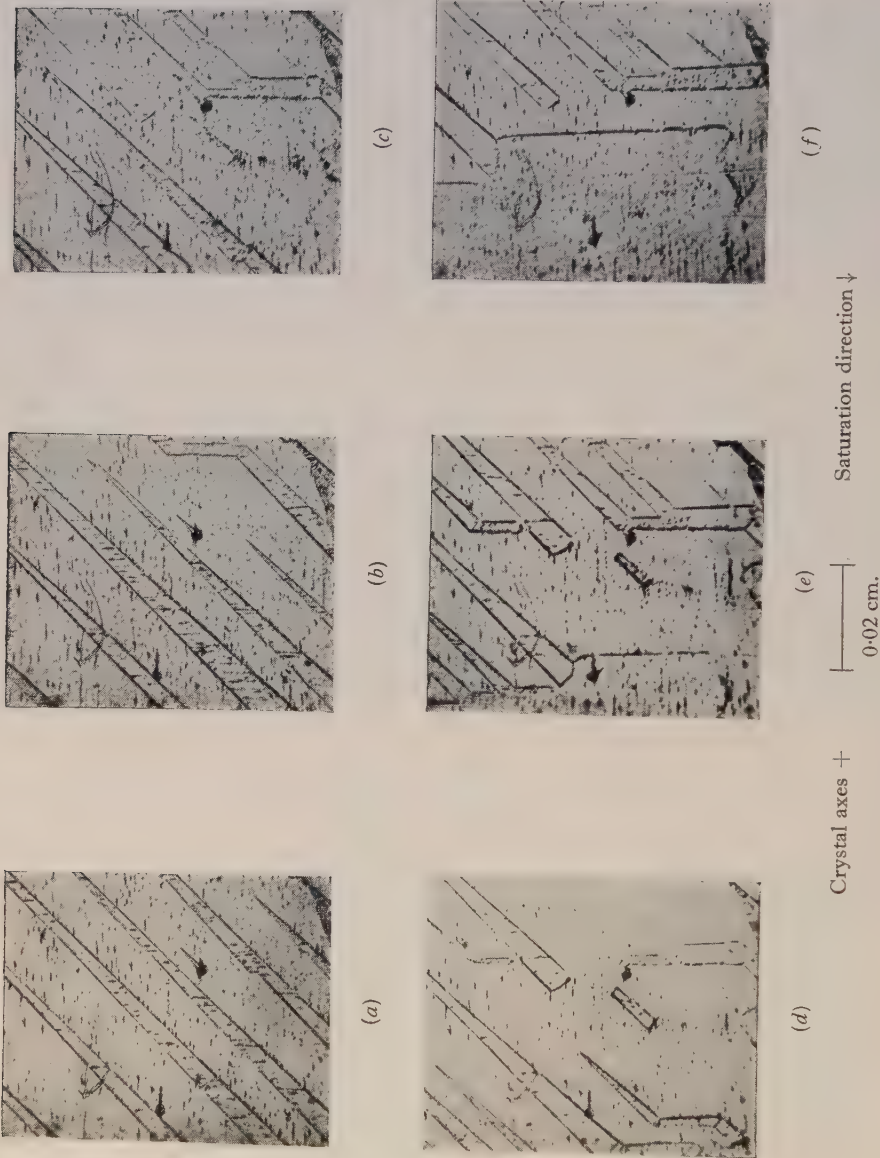 (a)
(b)
(c)
(d)
(e)
(f)
Crystal axes +
0·02 cm.
Saturation direction ↓